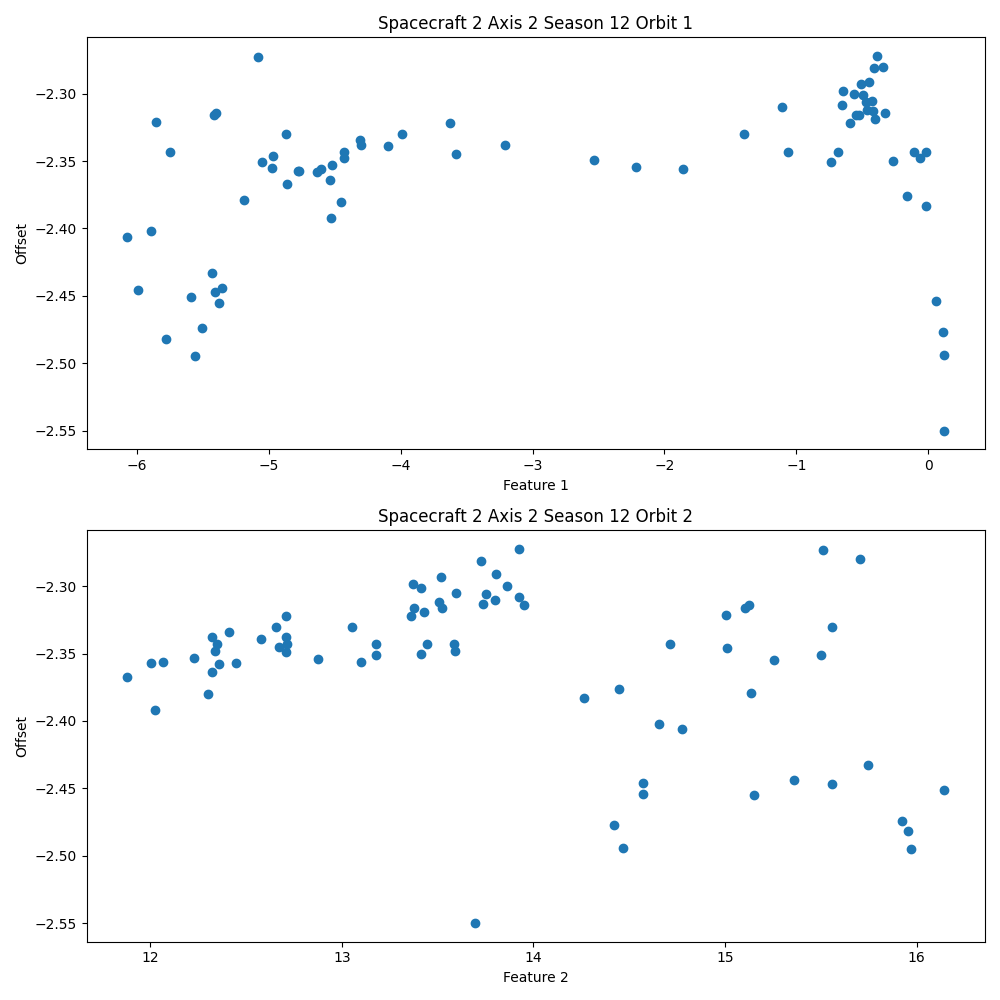 Spacecraft 2 Axis 2 Season 12 Orbit 1
−2.30
−2.35
−2.40
−2.45
−2.50
−2.55
Offset
−6 −5 −4 −3 −2 −1 0
Feature 1
Spacecraft 2 Axis 2 Season 12 Orbit 2
−2.30
−2.35
−2.40
−2.45
−2.50
−2.55
Offset
12 13 14 15 16
Feature 2